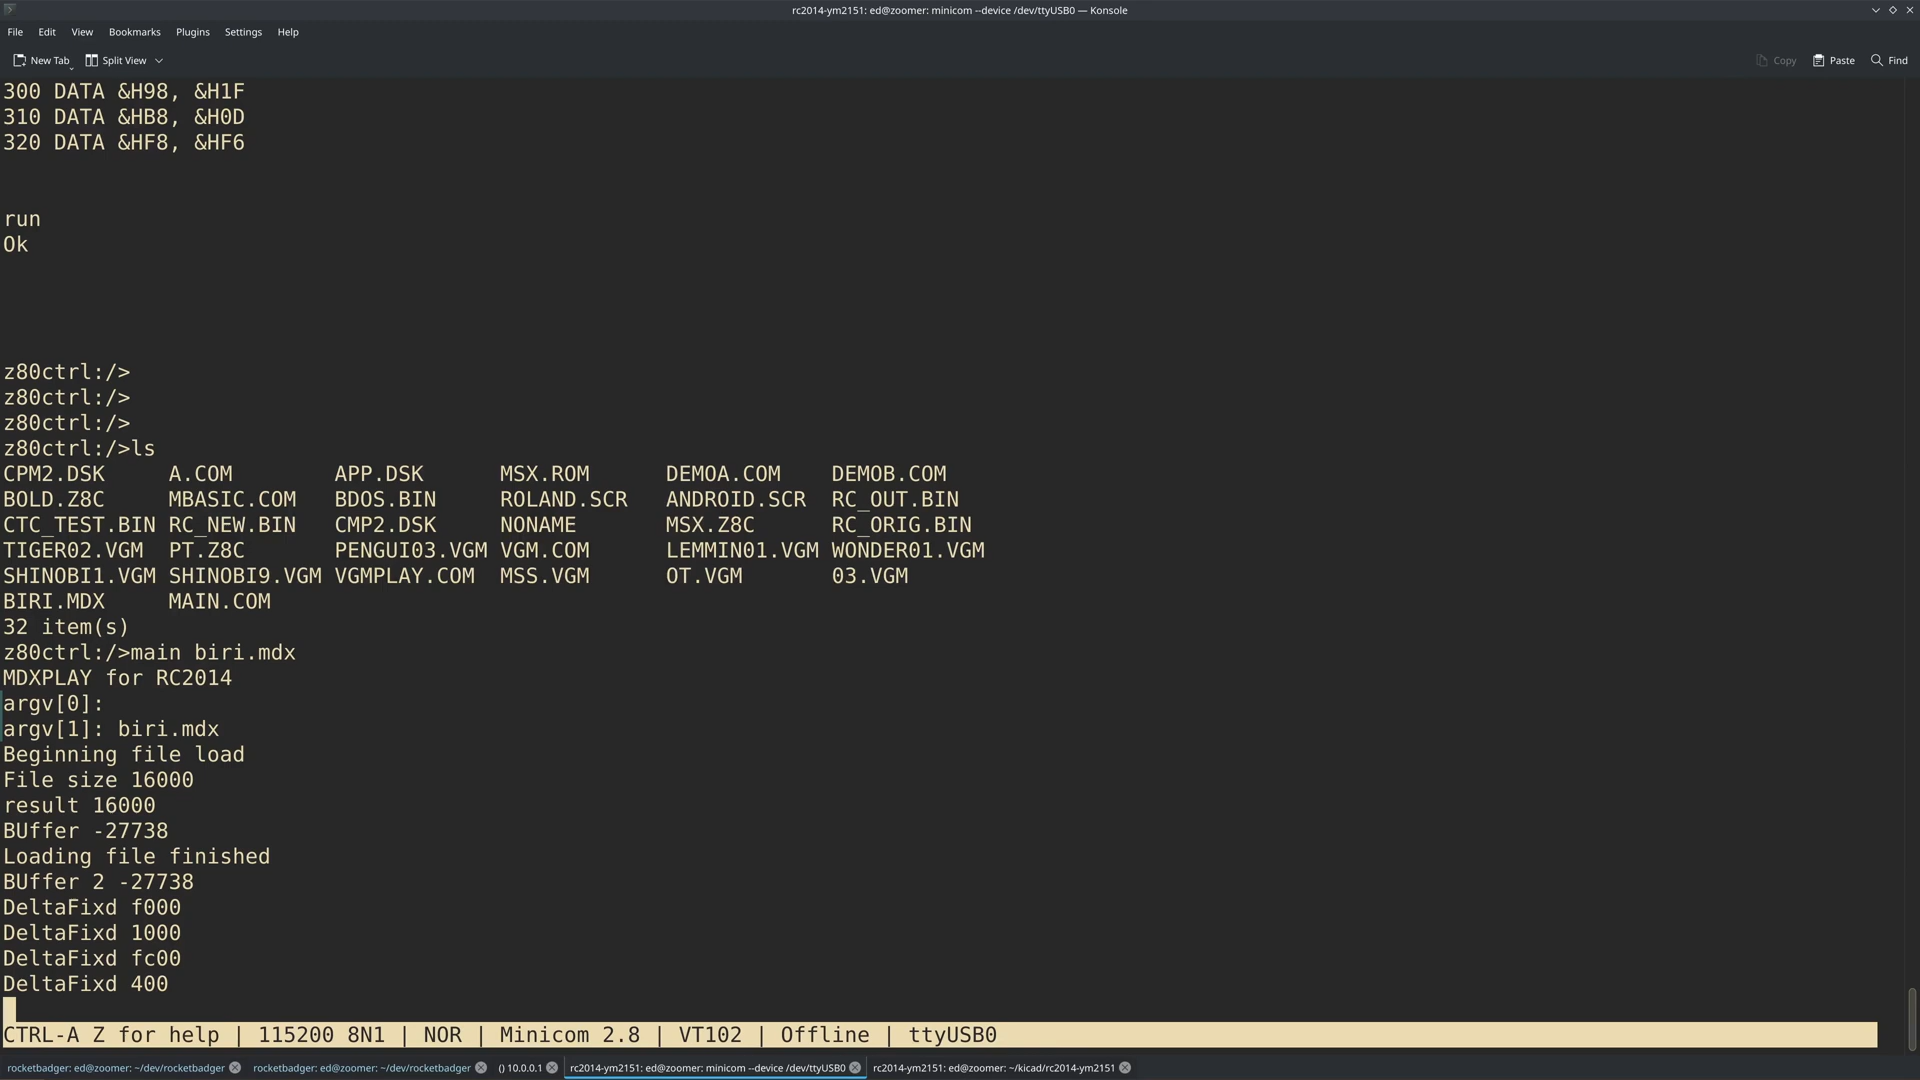 rc2014-ym2151: ed@zoomer: minicom --device /dev/ttyUSB0 — Konsole
File Edit View Bookmarks Plugins Settings Help
New Tab Split View Copy Paste Find
300 DATA &H98, &H1F
310 DATA &HB8, &H0D
320 DATA &HF8, &HF6
run
Ok
z80ctrl:/>
z80ctrl:/>
z80ctrl:/>
z80ctrl:/>ls
CPM2.DSK A.COM APP.DSK MSX.ROM DEMOA.COM DEMOB.COM
BOLD.Z8C MBASIC.COM BDOS.BIN ROLAND.SCR ANDROID.SCR RC_OUT.BIN
CTC_TEST.BIN RC_NEW.BIN CMP2.DSK NONAME MSX.Z8C RC_ORIG.BIN
TIGER02.VGM PT.Z8C PENGUI03.VGM VGM.COM LEMMIN01.VGM WONDER01.VGM
SHINOBI1.VGM SHINOBI9.VGM VGMPLAY.COM MSS.VGM OT.VGM 03.VGM
BIRI.MDX MAIN.COM
32 item(s)
z80ctrl:/>main biri.mdx
MDXPLAY for RC2014
argv[0]:
argv[1]: biri.mdx
Beginning file load
File size 16000
result 16000
BUffer -27738
Loading file finished
BUffer 2 -27738
DeltaFixd f000
DeltaFixd 1000
DeltaFixd fc00
DeltaFixd 400
CTRL-A Z for help | 115200 8N1 | NOR | Minicom 2.8 | VT102 | Offline | ttyUSB0
rocketbadger: ed@zoomer: ~/dev/rocketbadger rocketbadger: ed@zoomer: ~/dev/rocketbadger () 10.0.0.1 rc2014-ym2151: ed@zoomer: minicom --device /dev/ttyUSB0 rc2014-ym2151: ed@zoomer: ~/kicad/rc2014-ym2151